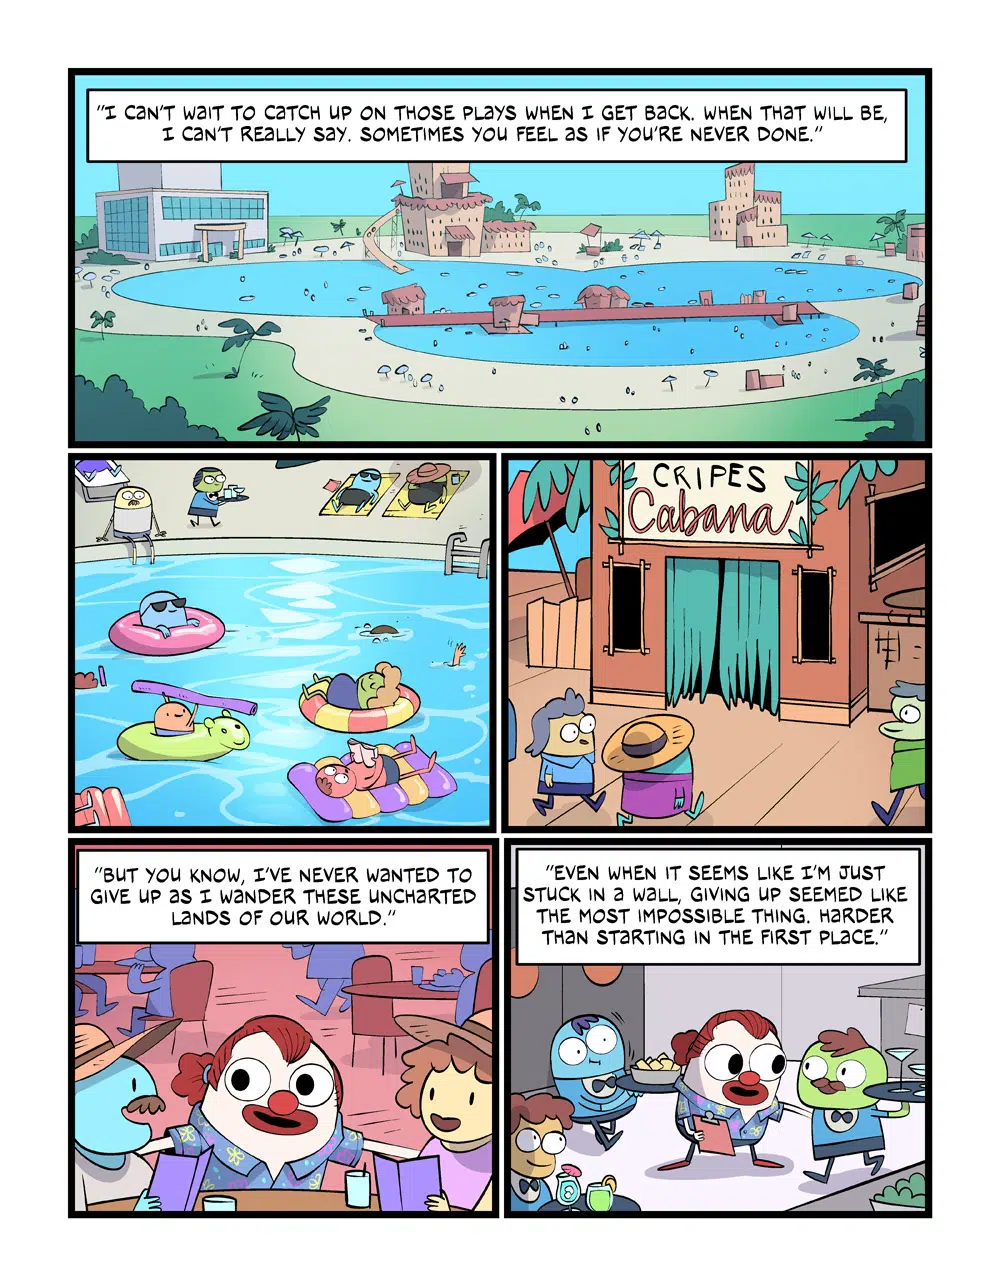 "I CAN'T WAIT TO CATCH UP ON THOSE PLAYS WHEN I GET BACK. WHEN THAT WILL BE,
I CAN'T REALLY SAY. SOMETIMES YOU FEEL AS IF YOU'RE NEVER DONE."
CRIPES
Cabana
"BUT YOU KNOW, I'VE NEVER WANTED TO
GIVE UP AS I WANDER THESE UNCHARTED
LANDS OF OUR WORLD."
"EVEN WHEN IT SEEMS LIKE I'M JUST
STUCK IN A WALL, GIVING UP SEEMED LIKE
THE MOST IMPOSSIBLE THING. HARDER
THAN STARTING IN THE FIRST PLACE."